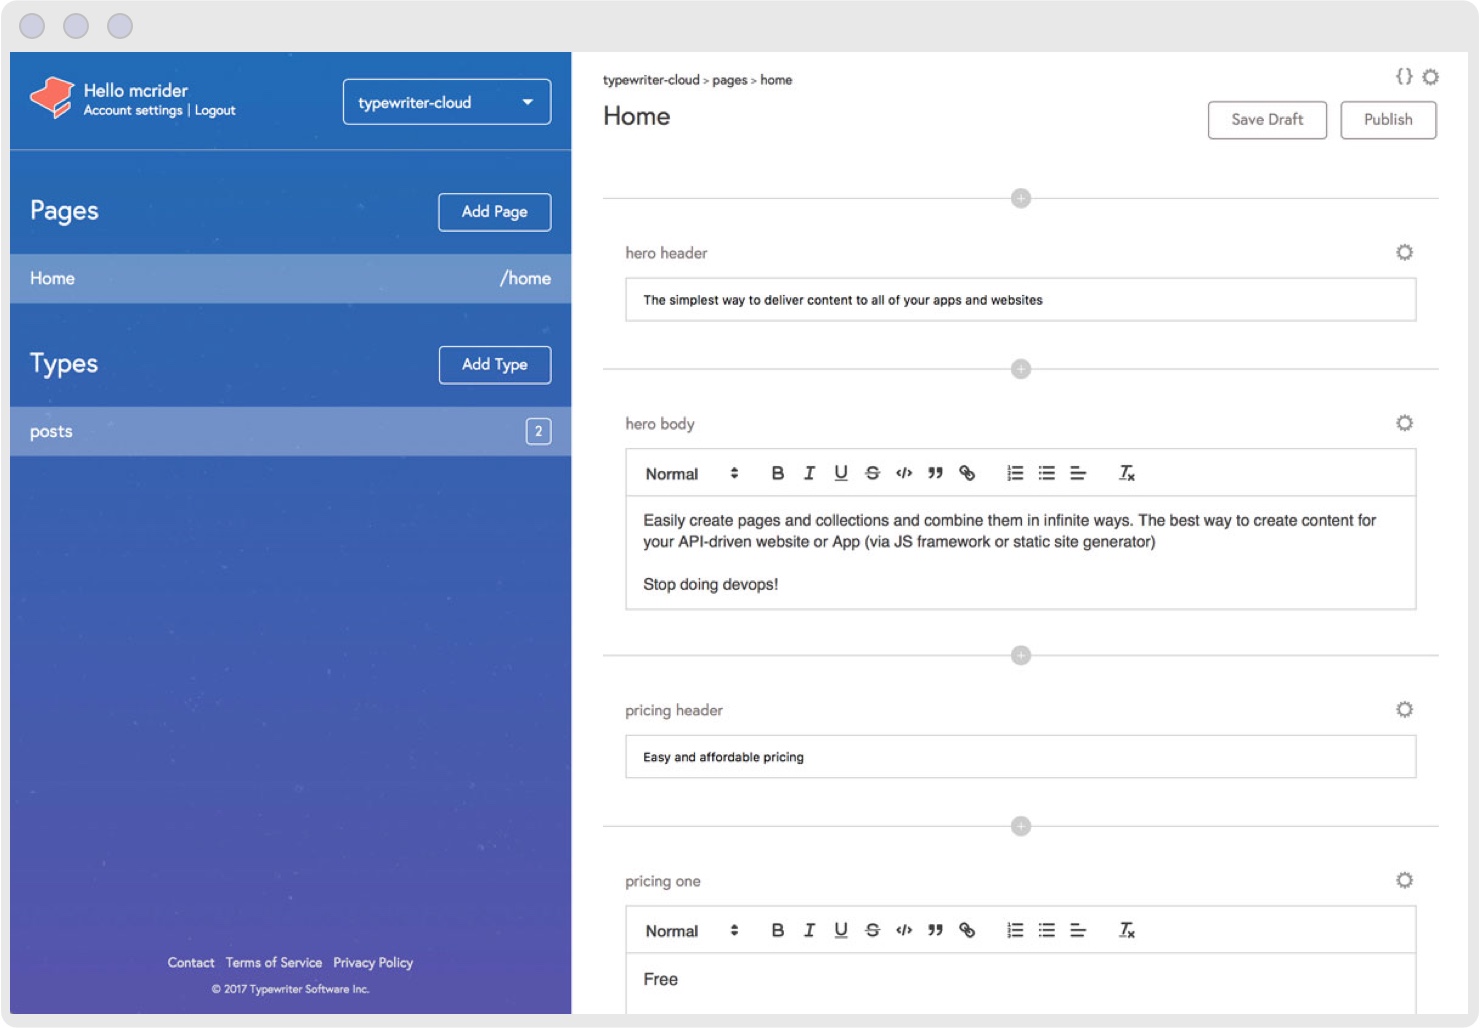 Hello mcrider
Account settings | Logout
typewriter-cloud
Pages
Add Page
Home
/home
Types
Add Type
posts
2
Contact Terms of Service Privacy Policy
© 2017 Typewriter Software Inc.
typewriter-cloud > pages > home
{}
Home
Save Draft
Publish
hero header
The simplest way to deliver content to all of your apps and websites
hero body
Normal
Easily create pages and collections and combine them in infinite ways. The best way to create content for
your API-driven website or App (via JS framework or static site generator)
Stop doing devops!
pricing header
Easy and affordable pricing
pricing one
Normal
Free